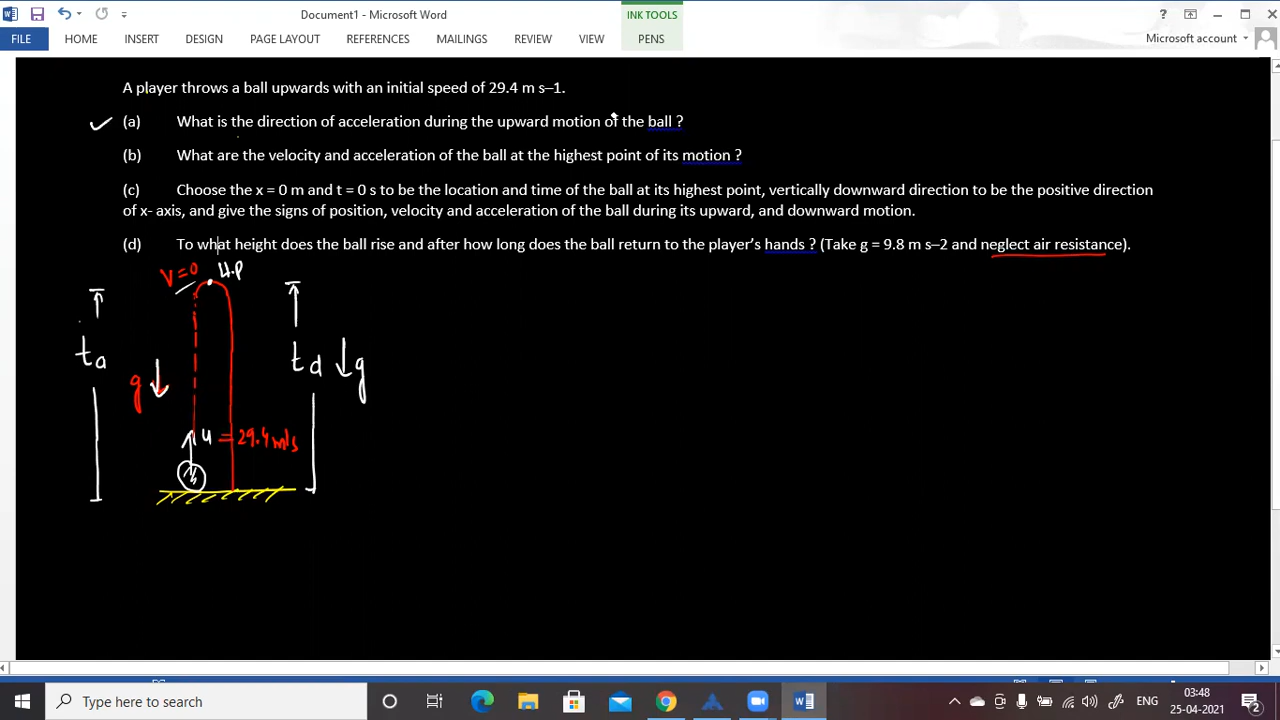 Document1 - Microsoft Word
INK TOOLS
FILE HOME INSERT DESIGN PAGE LAYOUT REFERENCES MAILINGS REVIEW VIEW PENS
Microsoft account
A player throws a ball upwards with an initial speed of 29.4 m s–1.
(a) What is the direction of acceleration during the upward motion of the ball ?
(b) What are the velocity and acceleration of the ball at the highest point of its motion ?
(c) Choose the x = 0 m and t = 0 s to be the location and time of the ball at its highest point, vertically downward direction to be the positive direction
of x- axis, and give the signs of position, velocity and acceleration of the ball during its upward, and downward motion.
(d) To what height does the ball rise and after how long does the ball return to the player’s hands ? (Take g = 9.8 m s–2 and neglect air resistance).
V=0 H.P
ta
td ↓g
g ↓
u = 29.4 m/s
Type here to search
ENG
03:48
25-04-2021
2